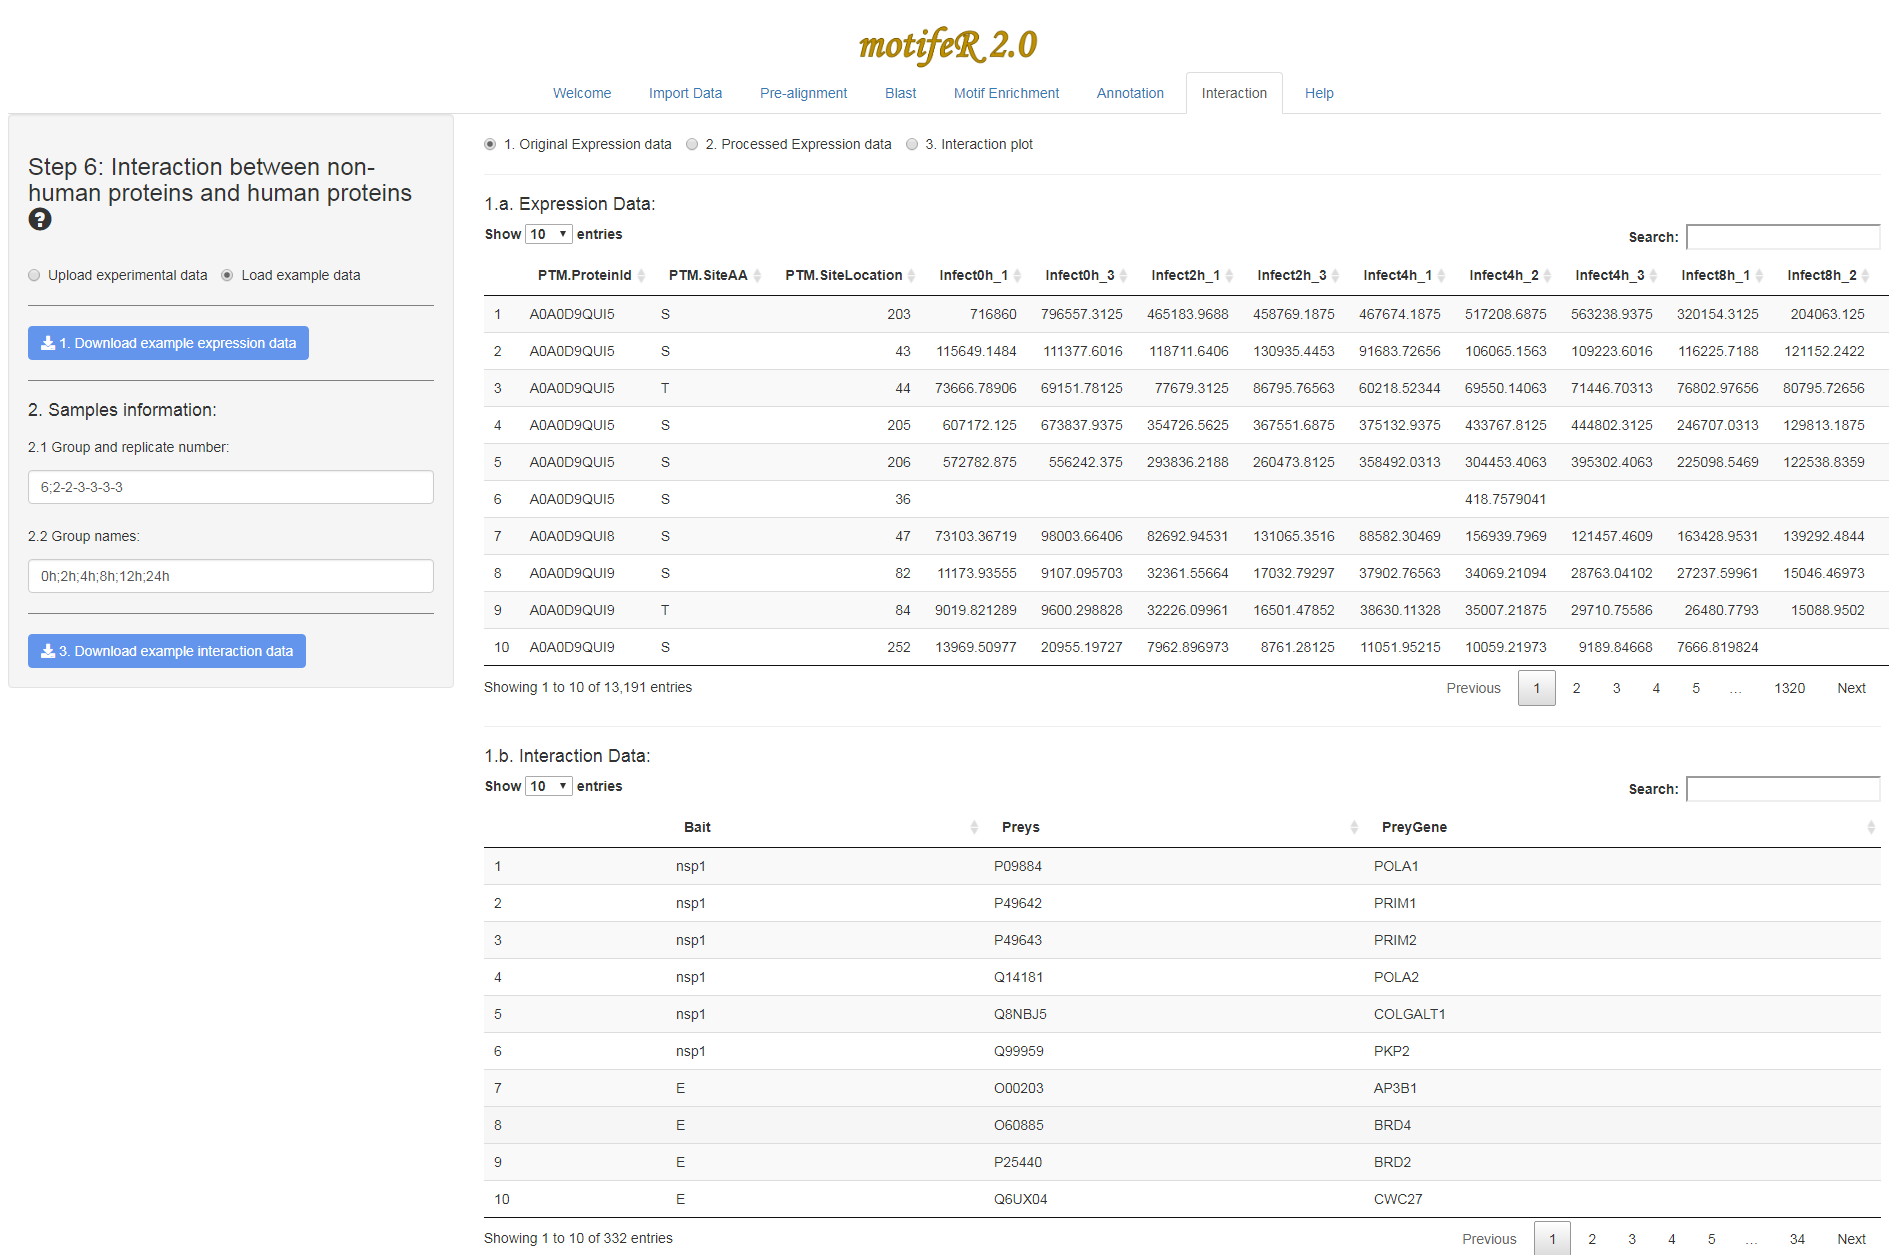 motifeR 2.0
Welcome Import Data Pre-alignment Blast Motif Enrichment Annotation Interaction Help
Step 6: Interaction between non-
human proteins and human proteins
?
Upload experimental data Load example data
1. Download example expression data
2. Samples information:
2.1 Group and replicate number:
6;2-2-3-3-3-3
2.2 Group names:
0h;2h;4h;8h;12h;24h
3. Download example interaction data
1. Original Expression data 2. Processed Expression data 3. Interaction plot
1.a. Expression Data:
Show 10 entries
Search:
PTM.ProteinId PTM.SiteAA PTM.SiteLocation Infect0h_1 Infect0h_3 Infect2h_1 Infect2h_3 Infect4h_1 Infect4h_2 Infect4h_3 Infect8h_1 Infect8h_2
1 A0A0D9QUI5 S 203 716860 796557.3125 465183.9688 458769.1875 467674.1875 517208.6875 563238.9375 320154.3125 204063.125
2 A0A0D9QUI5 S 43 115649.1484 111377.6016 118711.6406 130935.4453 91683.72656 106065.1563 109223.6016 116225.7188 121152.2422
3 A0A0D9QUI5 T 44 73666.78906 69151.78125 77679.3125 86795.76563 60218.52344 69550.14063 71446.70313 76802.97656 80795.72656
4 A0A0D9QUI5 S 205 607172.125 673837.9375 354726.5625 367551.6875 375132.9375 433767.8125 444802.3125 246707.0313 129813.1875
5 A0A0D9QUI5 S 206 572782.875 556242.375 293836.2188 260473.8125 358492.0313 304453.4063 395302.4063 225098.5469 122538.8359
6 A0A0D9QUI5 S 36 418.7579041
7 A0A0D9QUI8 S 47 73103.36719 98003.66406 82692.94531 131065.3516 88582.30469 156939.7969 121457.4609 163428.9531 139292.4844
8 A0A0D9QUI9 S 82 11173.93555 9107.095703 32361.55664 17032.79297 37902.76563 34069.21094 28763.04102 27237.59961 15046.46973
9 A0A0D9QUI9 T 84 9019.821289 9600.298828 32226.09961 16501.47852 38630.11328 35007.21875 29710.75586 26480.7793 15088.9502
10 A0A0D9QUI9 S 252 13969.50977 20955.19727 7962.896973 8761.28125 11051.95215 10059.21973 9189.84668 7666.819824
Showing 1 to 10 of 13,191 entries
Previous 1 2 3 4 5 … 1320 Next
1.b. Interaction Data:
Show 10 entries
Search:
Bait Preys PreyGene
1 nsp1 P09884 POLA1
2 nsp1 P49642 PRIM1
3 nsp1 P49643 PRIM2
4 nsp1 Q14181 POLA2
5 nsp1 Q8NBJ5 COLGALT1
6 nsp1 Q99959 PKP2
7 E O00203 AP3B1
8 E O60885 BRD4
9 E P25440 BRD2
10 E Q6UX04 CWC27
Showing 1 to 10 of 332 entries
Previous 1 2 3 4 5 … 34 Next